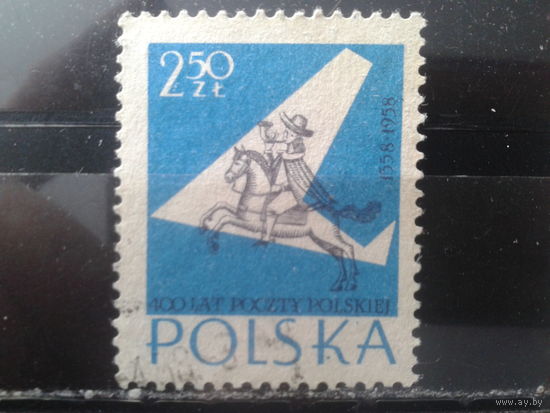 2 50
ZŁ
1558-1958
400 LAT POCZTY POLSKIEJ
POLSKA
www.ay.by